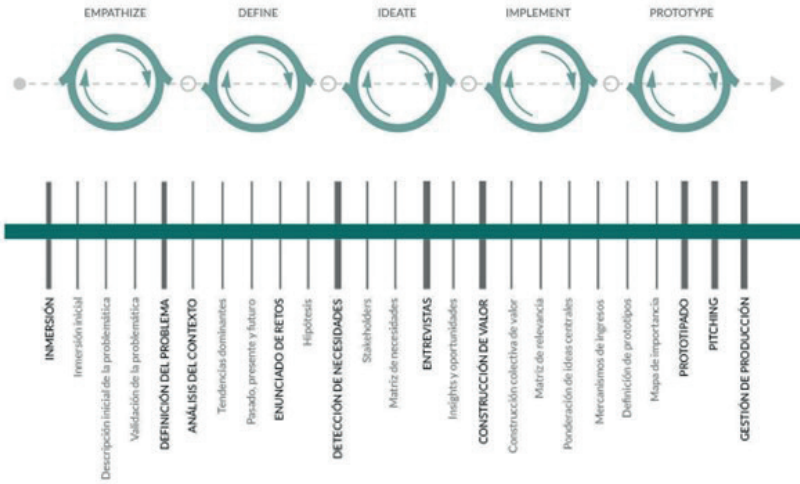 EMPATHIZE
DEFINE
IDEATE
IMPLEMENT
PROTOTYPE
INMERSIÓN
Inmersión inicial
Descripción inicial de la problemática
Validación de la problemática
DEFINICIÓN DEL PROBLEMA
ANÁLISIS DEL CONTEXTO
Tendencias dominantes
Pasado, presente y futuro
ENUNCIADO DE RETOS
Hipótesis
DETECCIÓN DE NECESIDADES
Stakeholders
Matriz de necesidades
ENTREVISTAS
Insights y oportunidades
CONSTRUCCIÓN DE VALOR
Construcción colectiva de valor
Matriz de relevancia
Ponderación de ideas centrales
Mercanismos de ingresos
Definición de prototipos
Mapa de importancia
PROTOTIPADO
PITCHING
GESTIÓN DE PRODUCCIÓN